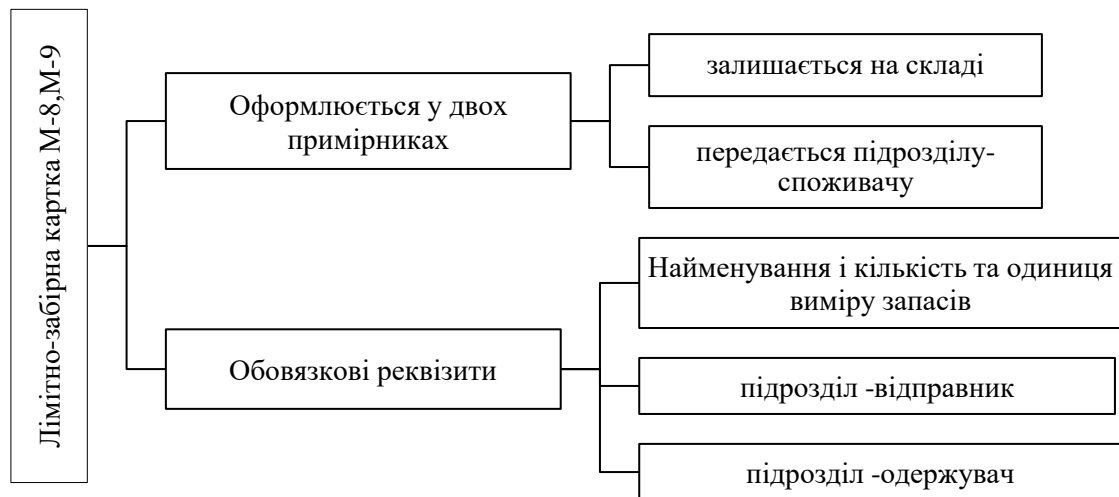 Лімітно-забірна картка М-8,М-9
Оформлюється у двох
примірниках
залишається на складі
передається підрозділу-
споживачу
Обовязкові реквізити
Найменування і кількість та одиниця
виміру запасів
підрозділ -відправник
підрозділ -одержувач